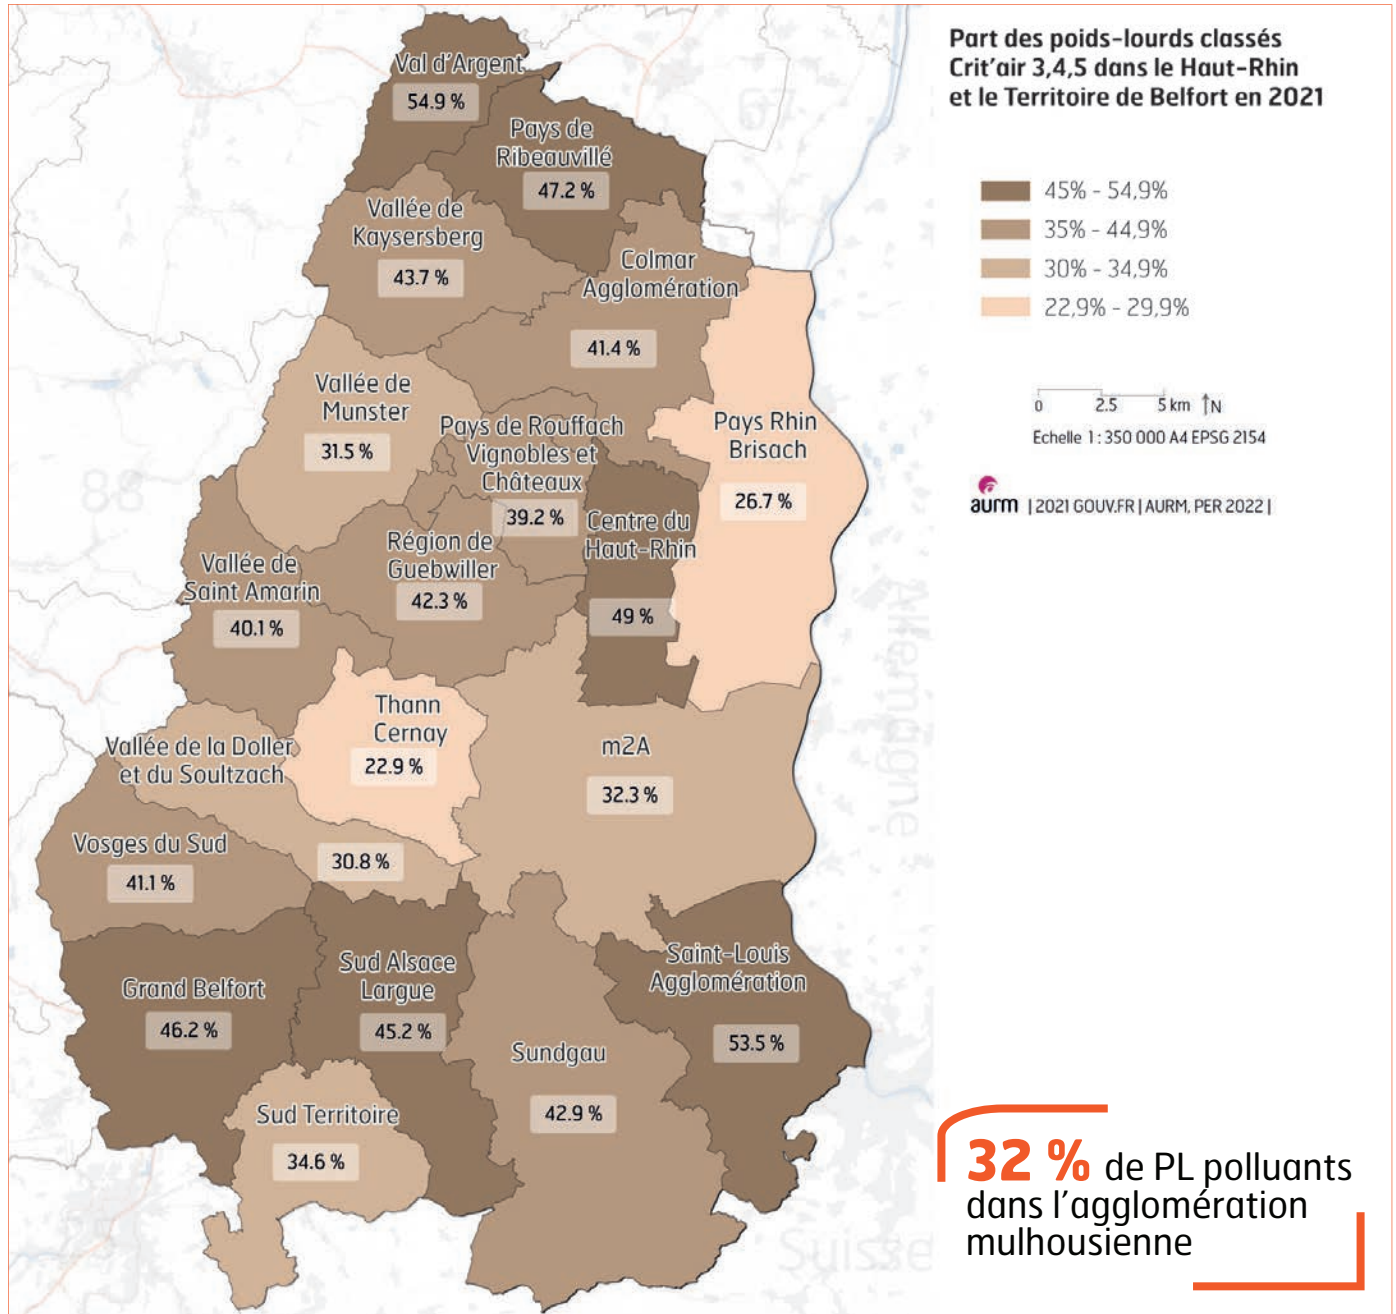 Part des poids-lourds classés
Crit'air 3,4,5 dans le Haut-Rhin
et le Territoire de Belfort en 2021
45% - 54,9%
35% - 44,9%
30% - 34,9%
22,9% - 29,9%
0 2.5 5 km N
Echelle 1 : 350 000 A4 EPSG 2154
aurm | 2021 GOUV.FR | AURM, PER 2022 |
67
88
Allemagne
Suisse
Val d'Argent
54.9 %
Pays de
Ribeauvillé
47.2 %
Vallée de
Kaysersberg
43.7 %
Colmar
Agglomération
41.4 %
Vallée de
Munster
31.5 %
Pays de Rouffach
Vignobles et
Châteaux
39.2 %
Pays Rhin
Brisach
26.7 %
Centre du
Haut-Rhin
49 %
Région de
Guebwiller
42.3 %
Vallée de
Saint Amarin
40.1 %
Thann
Cernay
22.9 %
m2A
32.3 %
Vallée de la Doller
et du Soultzach
30.8 %
Vosges du Sud
41.1 %
Grand Belfort
46.2 %
Sud Alsace
Largue
45.2 %
Saint-Louis
Agglomération
53.5 %
Sundgau
42.9 %
Sud Territoire
34.6 %
32 % de PL polluants
dans l'agglomération
mulhousienne